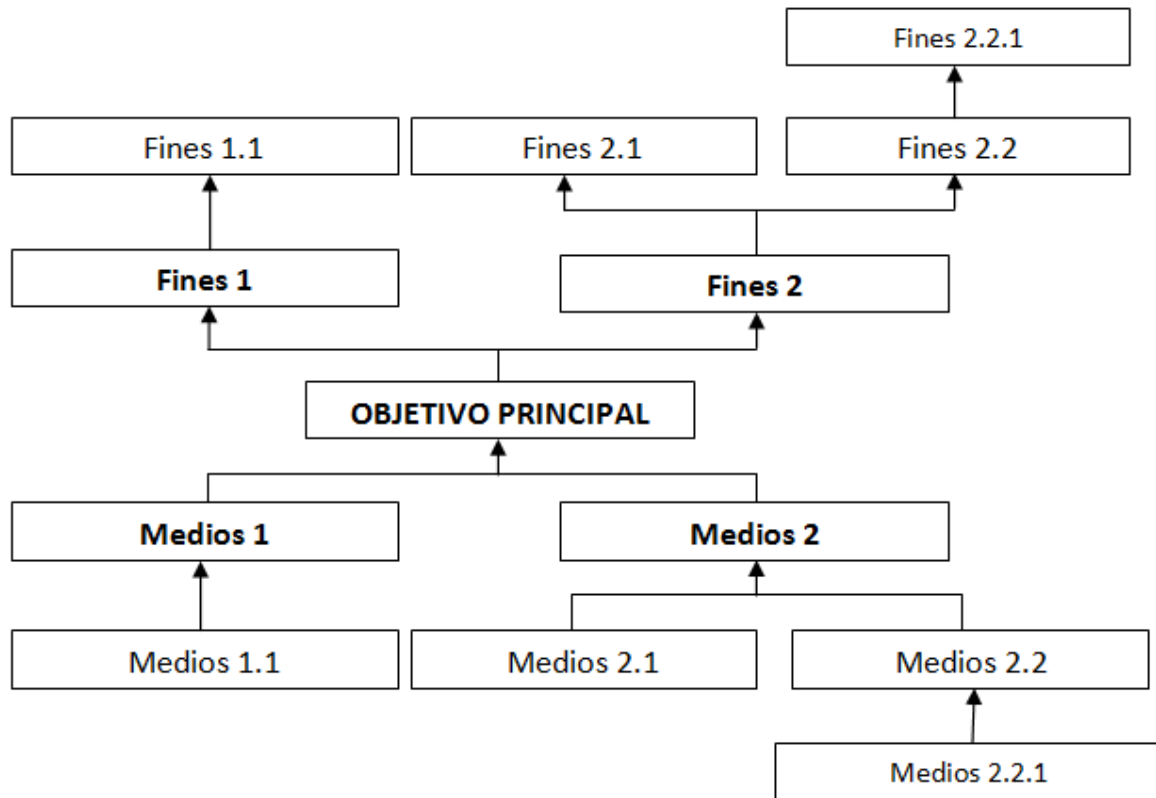 Fines 2.2.1
Fines 1.1
Fines 2.1
Fines 2.2
Fines 1
Fines 2
OBJETIVO PRINCIPAL
Medios 1
Medios 2
Medios 1.1
Medios 2.1
Medios 2.2
Medios 2.2.1